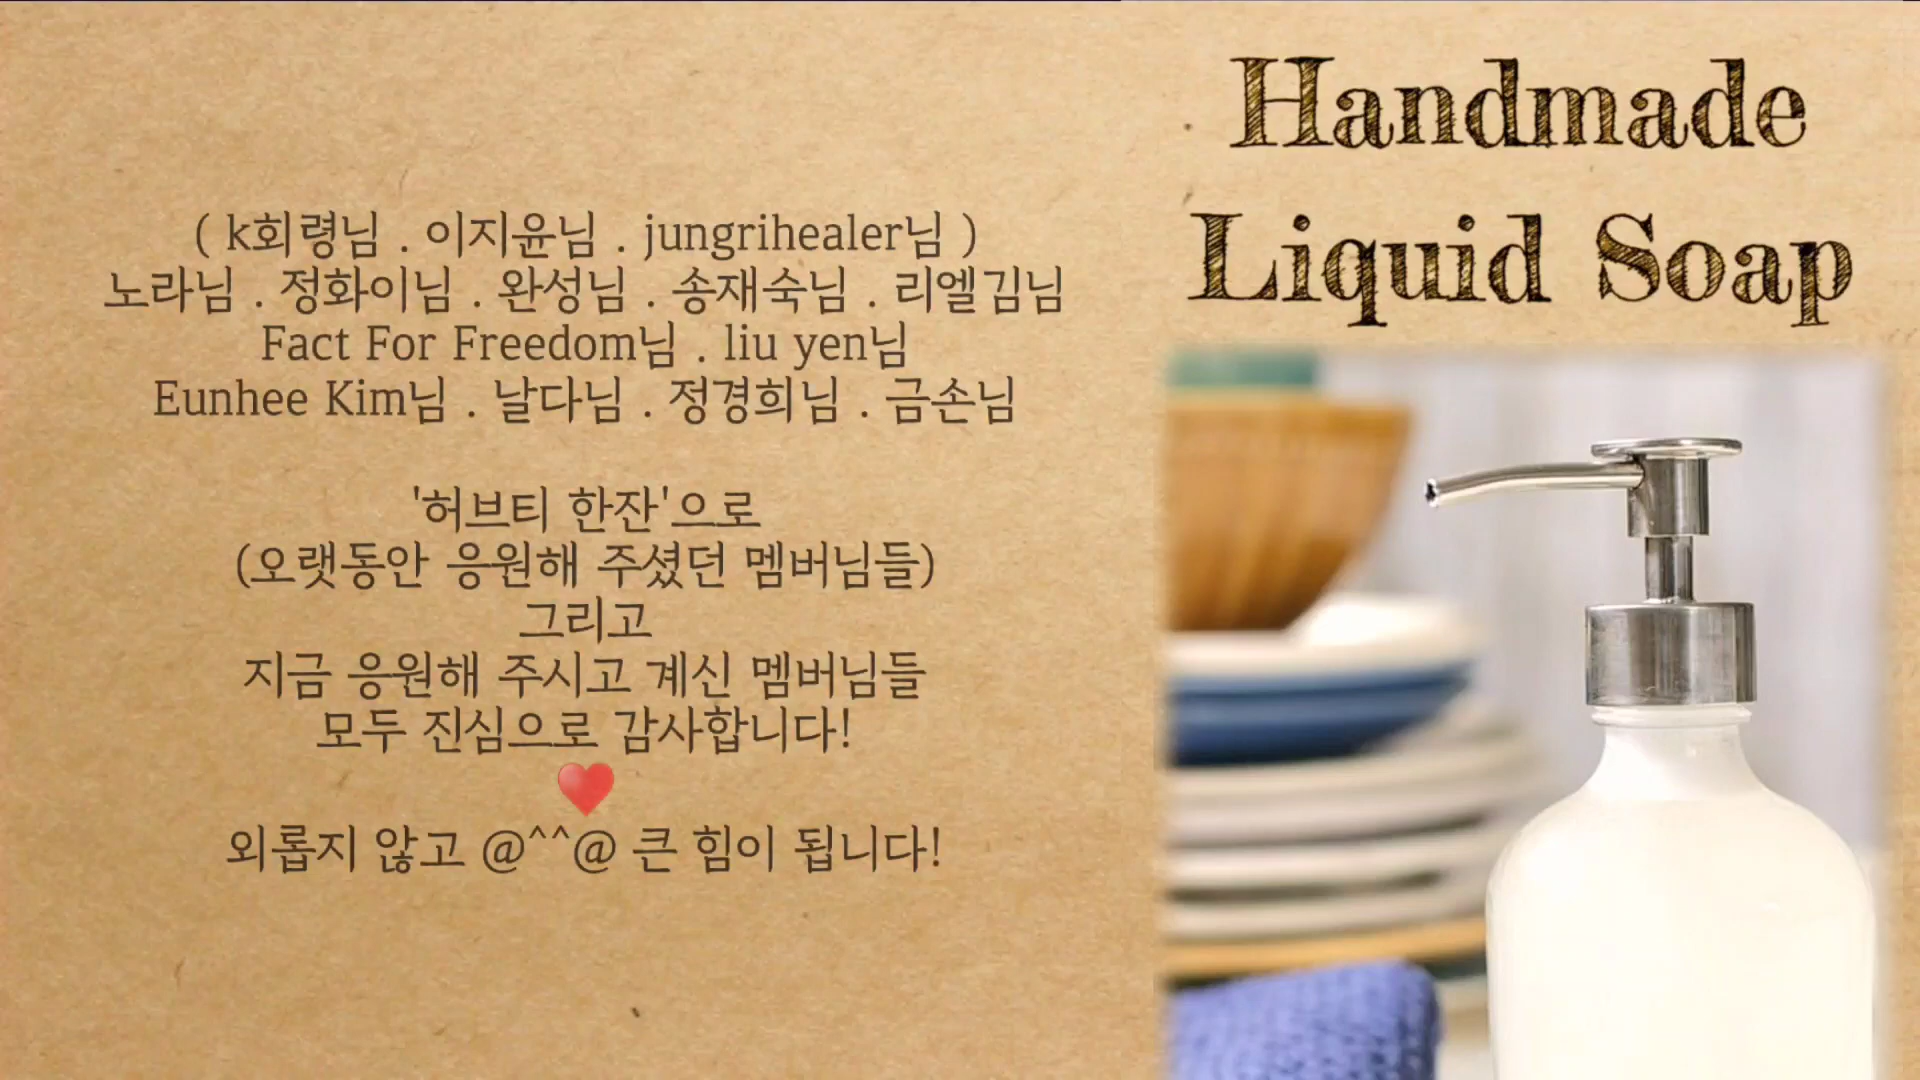 ( k회령님 . 이지윤님 . jungrihealer님 )
노라님 . 정화이님 . 완성님 . 송재숙님 . 리엘김님
Fact For Freedom님 . liu yen님
Eunhee Kim님 . 날다님 . 정경희님 . 금손님
'허브티 한잔'으로
(오랫동안 응원해 주셨던 멤버님들)
그리고
지금 응원해 주시고 계신 멤버님들
모두 진심으로 감사합니다!
❤️
외롭지 않고 @^^@ 큰 힘이 됩니다!
Handmade
Liquid Soap